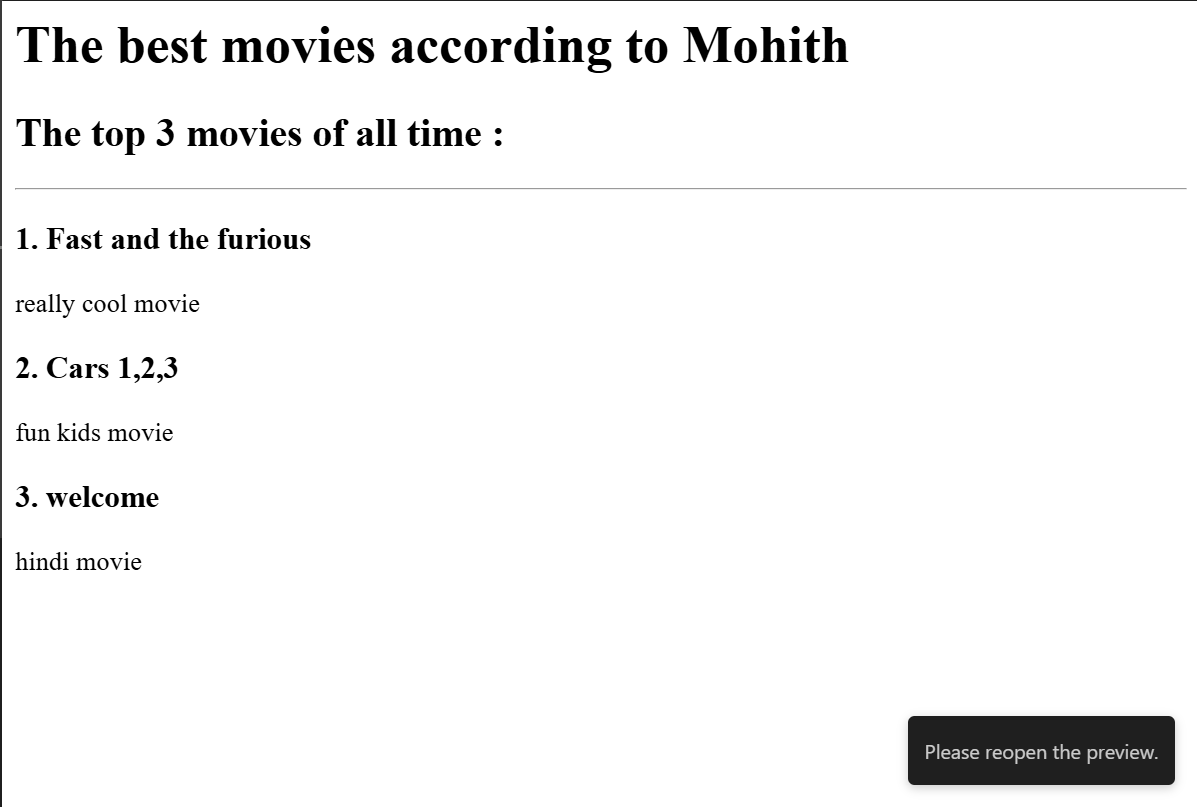 The best movies according to Mohith
The top 3 movies of all time :
1. Fast and the furious
really cool movie
2. Cars 1,2,3
fun kids movie
3. welcome
hindi movie
Please reopen the preview.